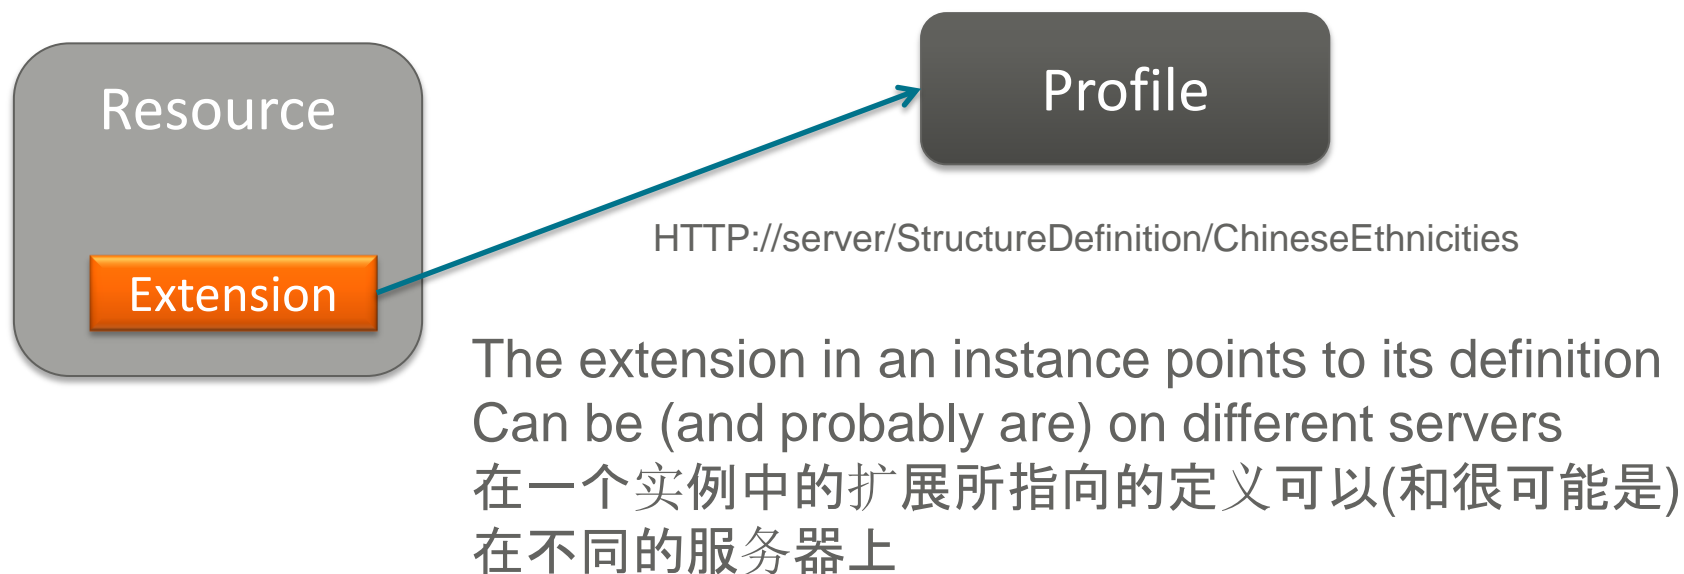 Resource
Profile
HTTP://server/StructureDefinition/ChineseEthnicities
Extension
The extension in an instance points to its definition
Can be (and probably are) on different servers
在一个实例中的扩展所指向的定义可以(和很可能是)
在不同的服务器上